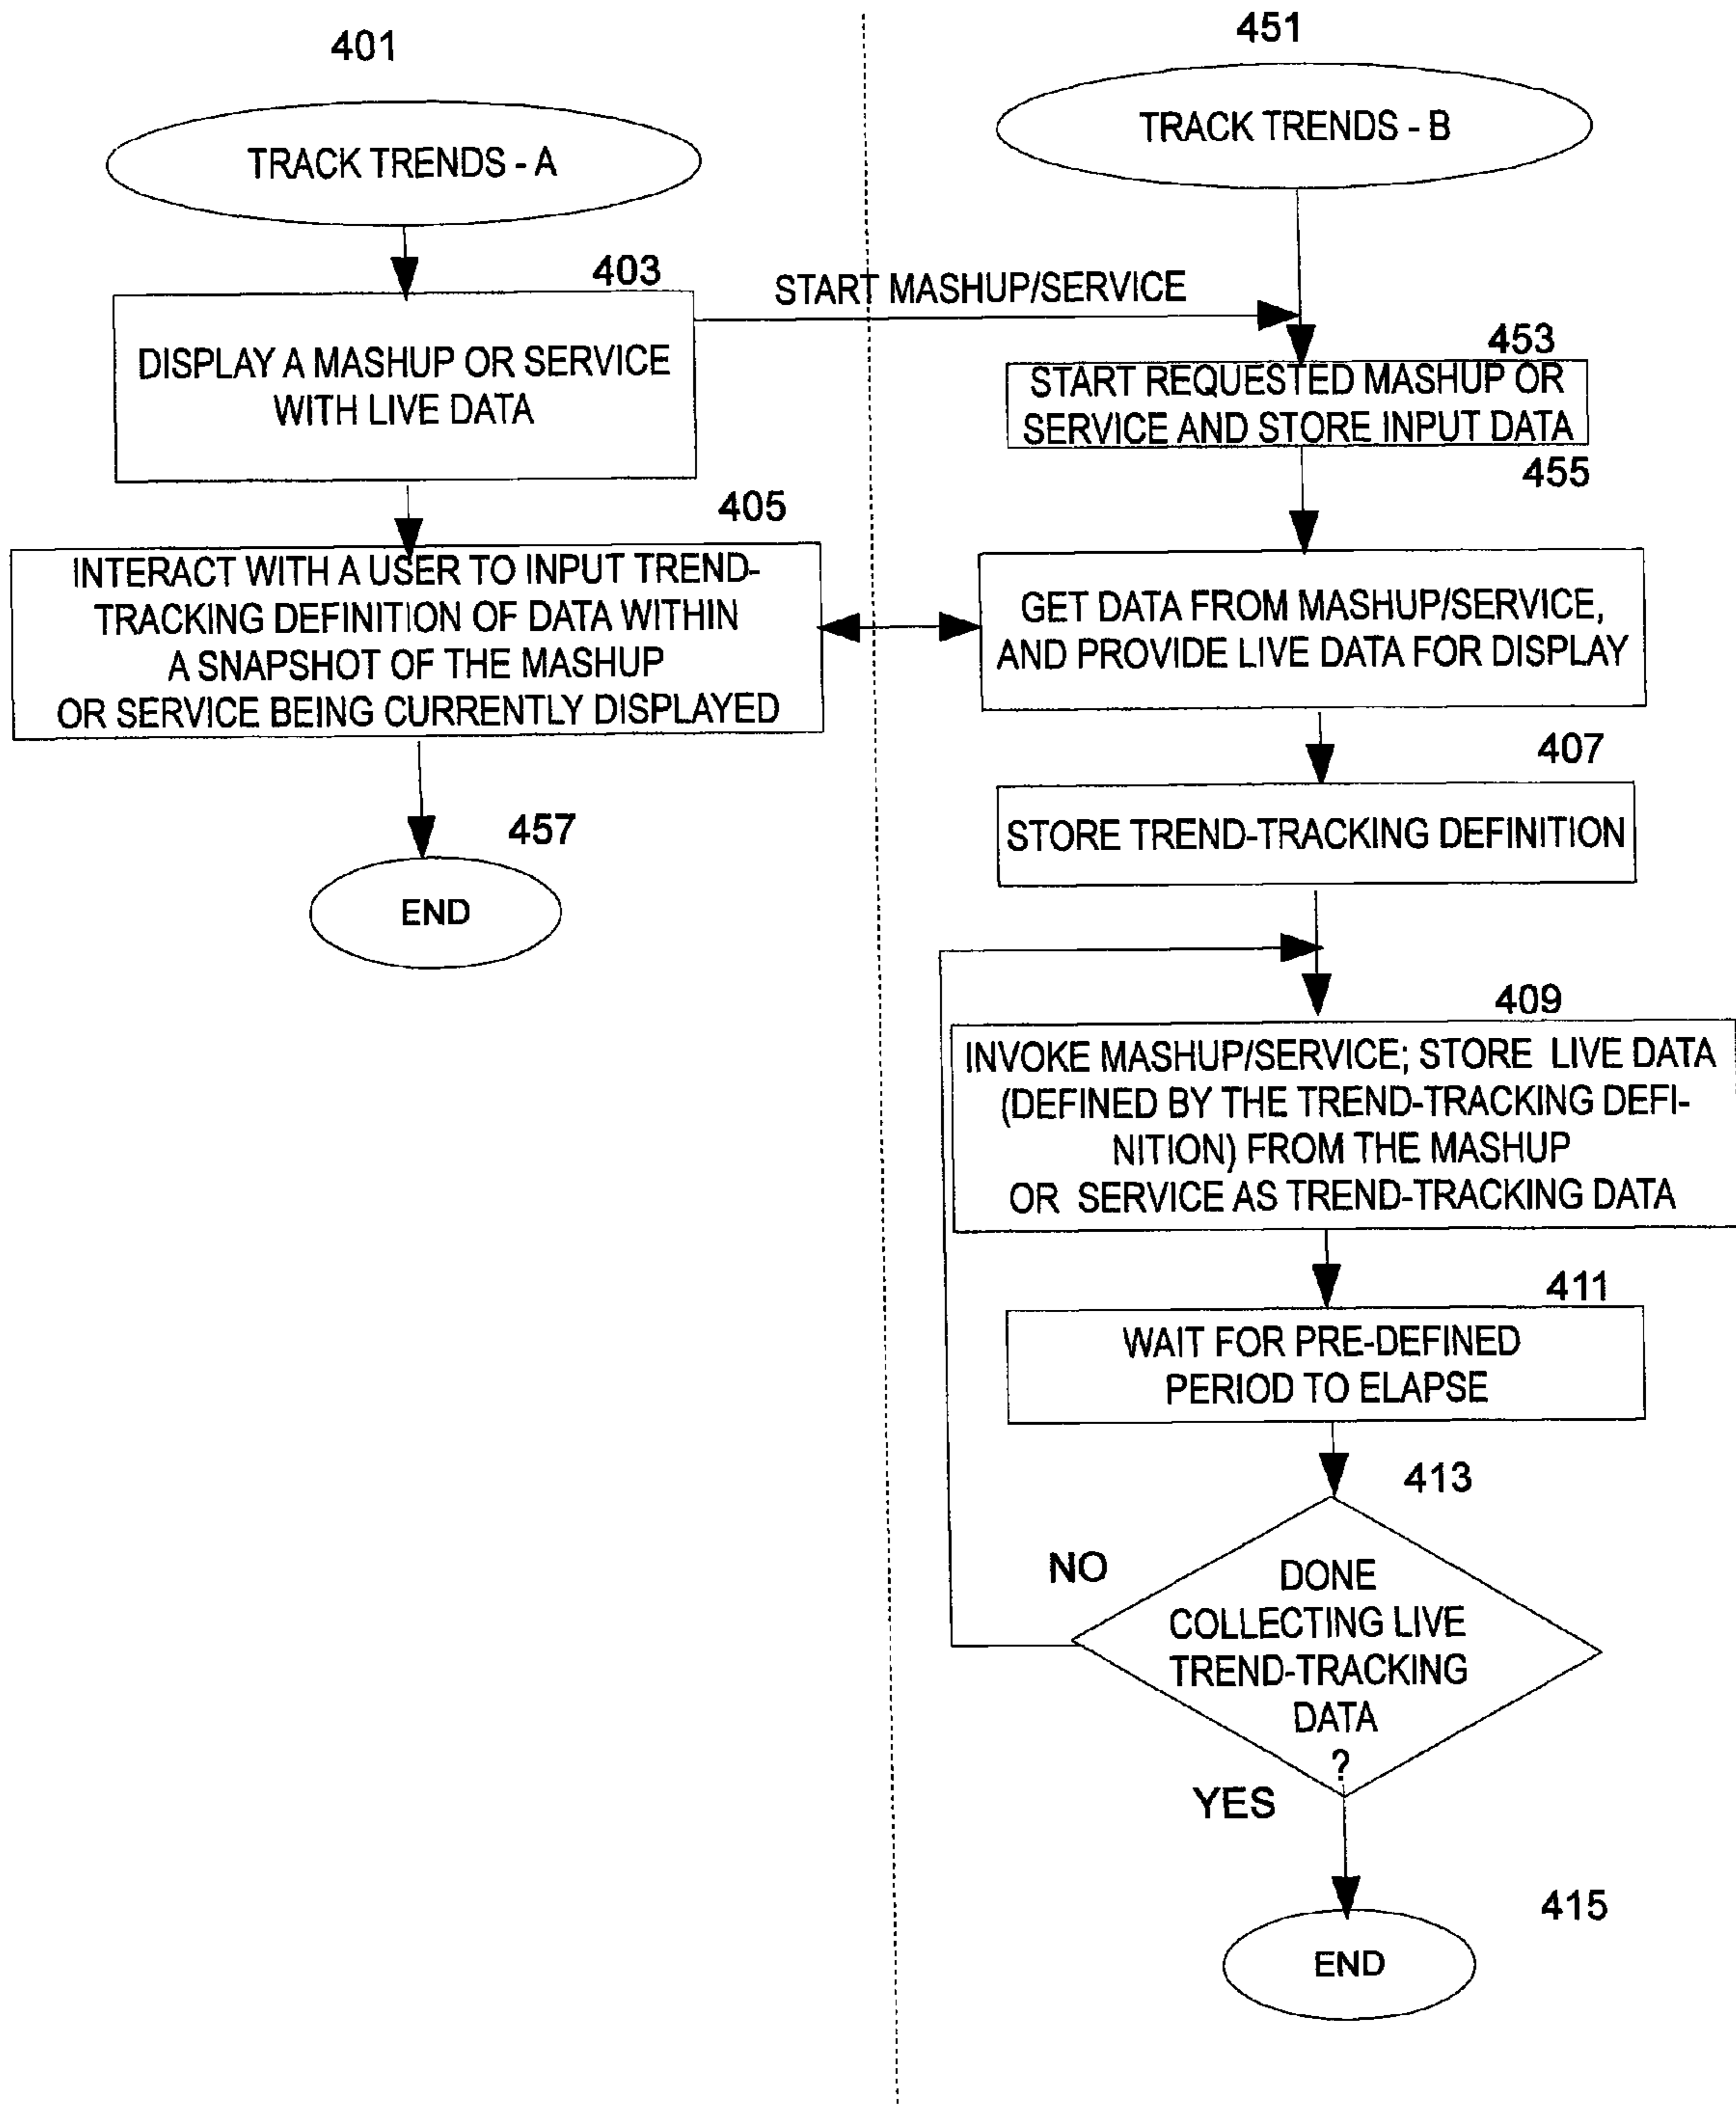 401
TRACK TRENDS - A
403
DISPLAY A MASHUP OR SERVICE
WITH LIVE DATA
START MASHUP/SERVICE
405
INTERACT WITH A USER TO INPUT TREND-
TRACKING DEFINITION OF DATA WITHIN
A SNAPSHOT OF THE MASHUP
OR SERVICE BEING CURRENTLY DISPLAYED
457
END
451
TRACK TRENDS - B
453
START REQUESTED MASHUP OR
SERVICE AND STORE INPUT DATA
455
GET DATA FROM MASHUP/SERVICE,
AND PROVIDE LIVE DATA FOR DISPLAY
407
STORE TREND-TRACKING DEFINITION
409
INVOKE MASHUP/SERVICE; STORE LIVE DATA
(DEFINED BY THE TREND-TRACKING DEFI-
NITION) FROM THE MASHUP
OR SERVICE AS TREND-TRACKING DATA
411
WAIT FOR PRE-DEFINED
PERIOD TO ELAPSE
413
NO
DONE
COLLECTING LIVE
TREND-TRACKING
DATA
?
YES
415
END